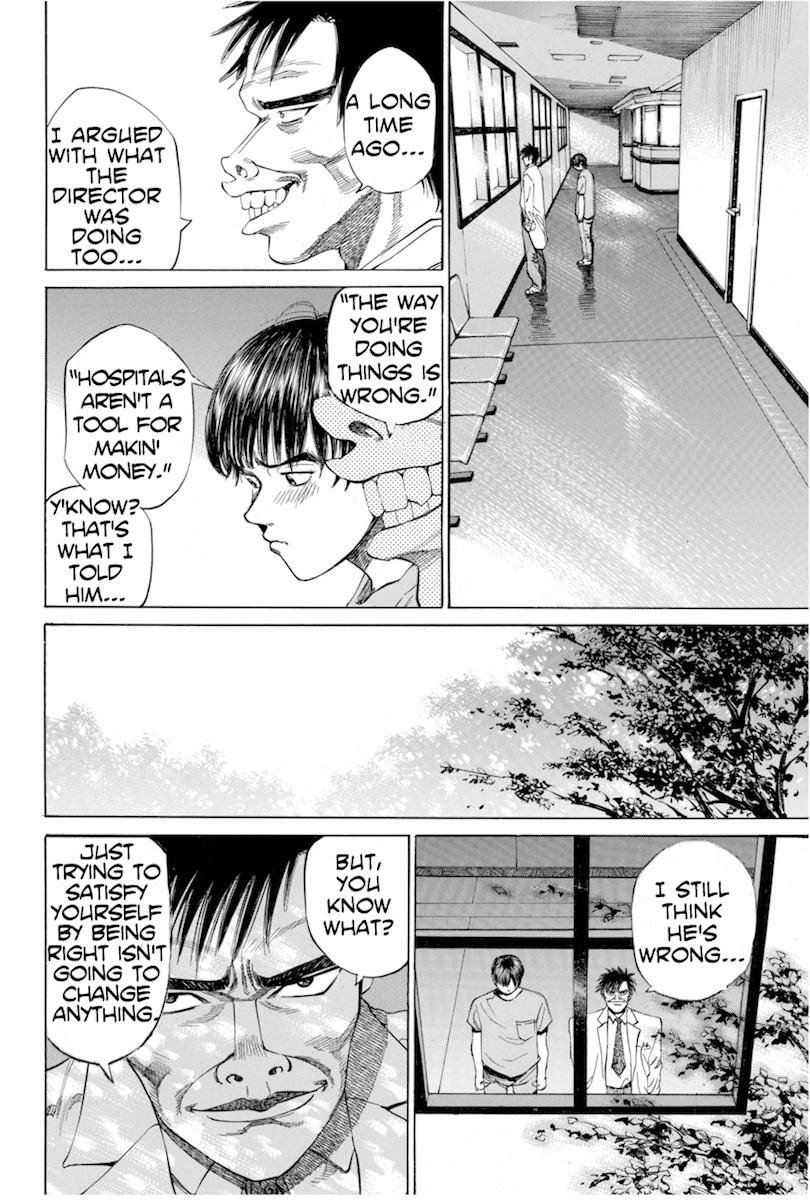 A LONG
TIME
AGO...
I ARGUED
WITH WHAT
THE
DIRECTOR
WAS
DOING
TOO...
"THE WAY
YOU'RE
DOING
THINGS IS
WRONG."
"HOSPITALS
AREN'T A
TOOL FOR
MAKIN'
MONEY."
Y'KNOW?
THAT'S
WHAT I
TOLD
HIM...
I STILL
THINK
HE'S
WRONG...
BUT,
YOU
KNOW
WHAT?
JUST
TRYING TO
SATISFY
YOURSELF
BY BEING
RIGHT ISN'T
GOING TO
CHANGE
ANYTHING.